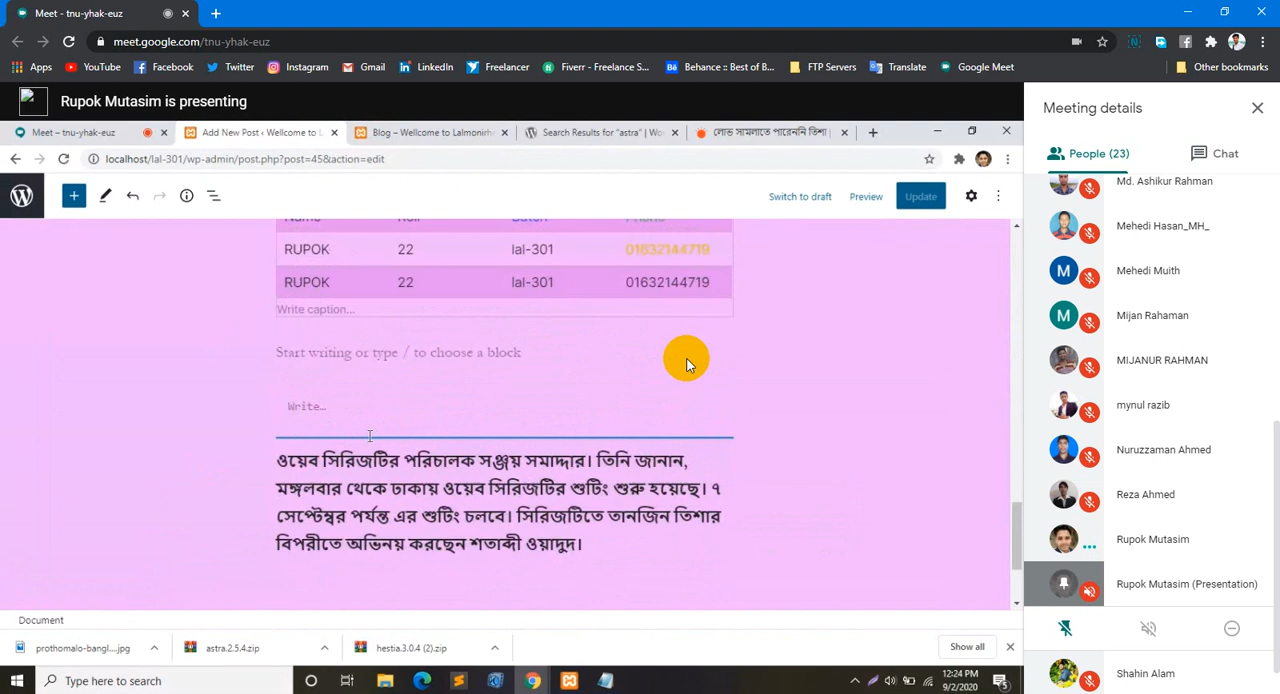 Meet - tnu-yhak-euz
meet.google.com/tnu-yhak-euz
Apps YouTube Facebook Twitter Instagram Gmail LinkedIn Freelancer Fiverr - Freelance S... Behance :: Best of B... FTP Servers Translate Google Meet Other bookmarks
Rupok Mutasim is presenting
Meet – tnu-yhak-euz Add New Post ‹ Wellcome to L Blog – Wellcome to Lalmonirh Search Results for "astra" | Wo লোভ সামলাতে পারেননি তিশা |
localhost/lal-301/wp-admin/post.php?post=45&action=edit
Switch to draft Preview Update
Name Roll Batch Phone
RUPOK 22 lal-301 01632144719
RUPOK 22 lal-301 01632144719
Write caption...
Start writing or type / to choose a block
Write...
ওয়েব সিরিজটির পরিচালক সঞ্জয় সমাদ্দার। তিনি জানান,
মঙ্গলবার থেকে ঢাকায় ওয়েব সিরিজটির শুটিং শুরু হয়েছে। ৭
সেপ্টেম্বর পর্যন্ত এর শুটিং চলবে। সিরিজটিতে তানজিন তিশার
বিপরীতে অভিনয় করছেন শতাব্দী ওয়াদুদ।
Document
prothomalo-bangl....jpg astra.2.5.4.zip hestia.3.0.4 (2).zip Show all
Type here to search
12:24 PM
9/2/2020
5
Meeting details
People (23) Chat
Md. Ashikur Rahman
Mehedi Hasan_MH_
M Mehedi Muith
M Mijan Rahaman
MIJANUR RAHMAN
mynul razib
Nuruzzaman Ahmed
Reza Ahmed
Rupok Mutasim
Rupok Mutasim (Presentation)
Shahin Alam